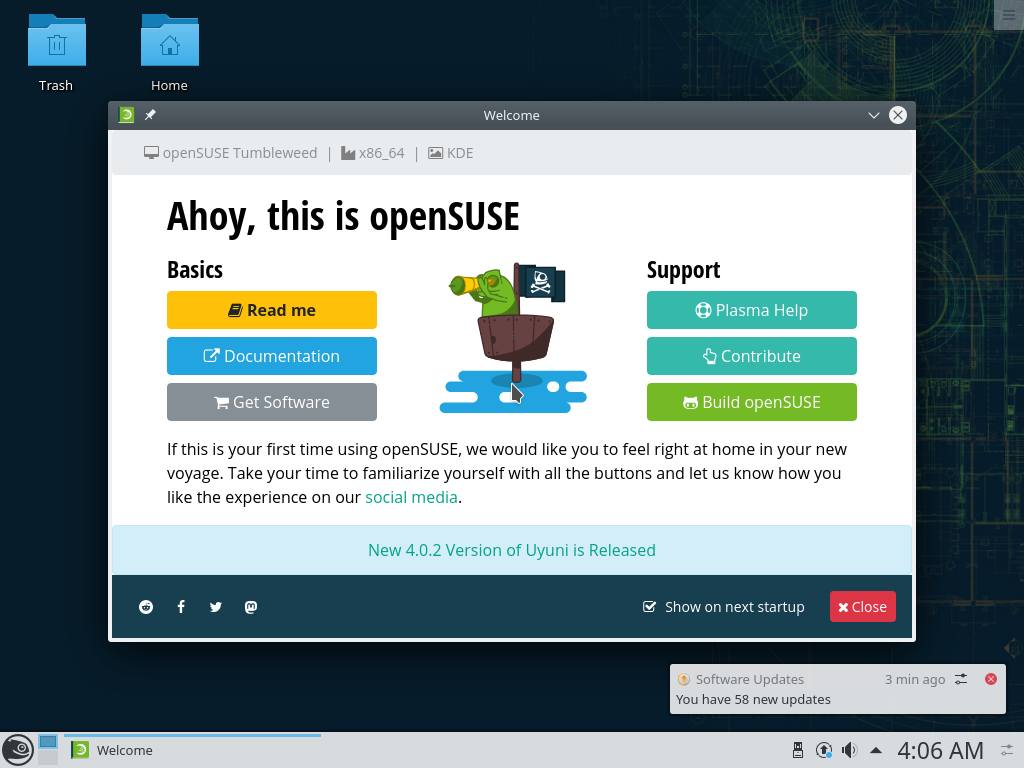 Trash
Home
Welcome
openSUSE Tumbleweed | x86_64 | KDE
Ahoy, this is openSUSE
Basics
Read me
Documentation
Get Software
Support
Plasma Help
Contribute
Build openSUSE
If this is your first time using openSUSE, we would like you to feel right at home in your new
voyage. Take your time to familiarize yourself with all the buttons and let us know how you
like the experience on our social media.
New 4.0.2 Version of Uyuni is Released
Show on next startup
Close
Software Updates 3 min ago
You have 58 new updates
Welcome
4:06 AM